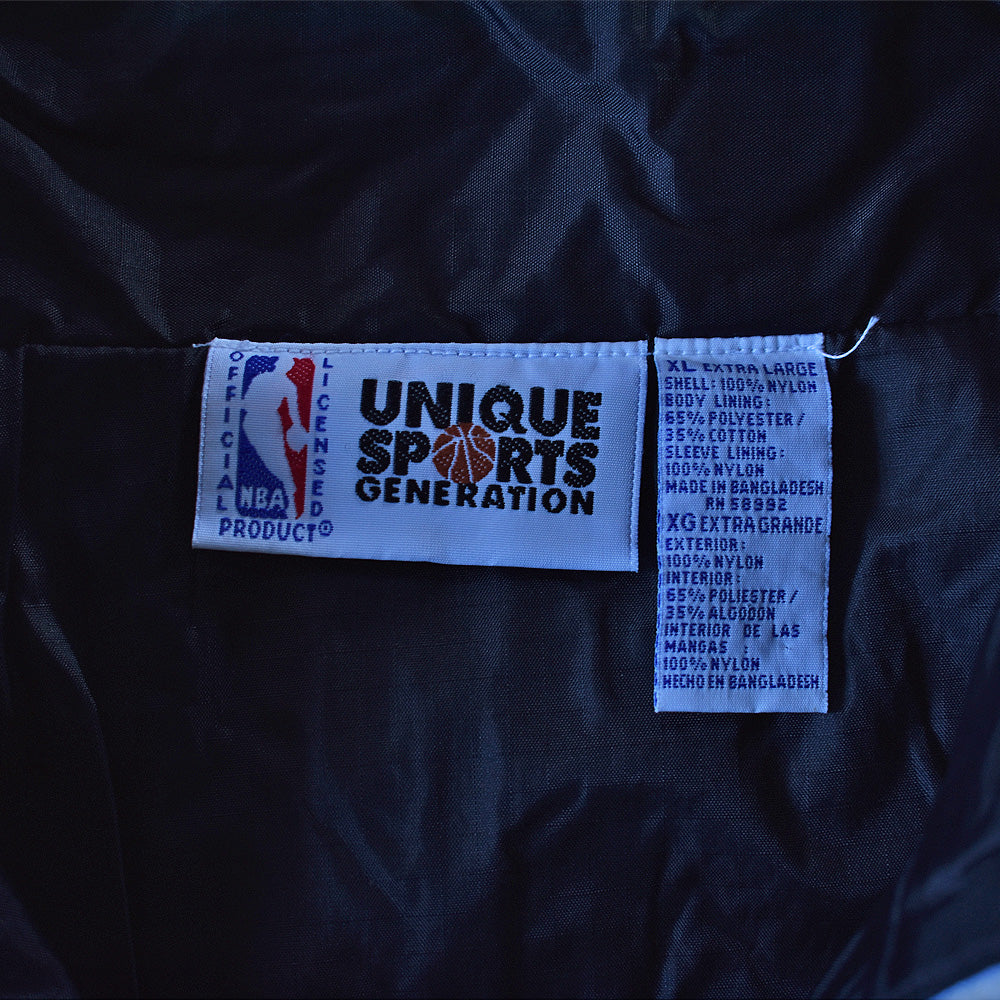 OFFICIAL
LICENSED
NBA
PRODUCT®
UNIQUE
SPORTS
GENERATION
XL EXTRA LARGE
SHELL: 100% NYLON
BODY LINING:
65% POLYESTER/
35% COTTON
SLEEVE LINING:
100% NYLON
MADE IN BANGLADESH
RN 58992
XG EXTRA GRANDE
EXTERIOR:
100% NYLON
INTERIOR:
65% POLIESTER/
35% ALGODON
INTERIOR DE LAS
MANGAS :
100% NYLON
HECHO EN BANGLADESH